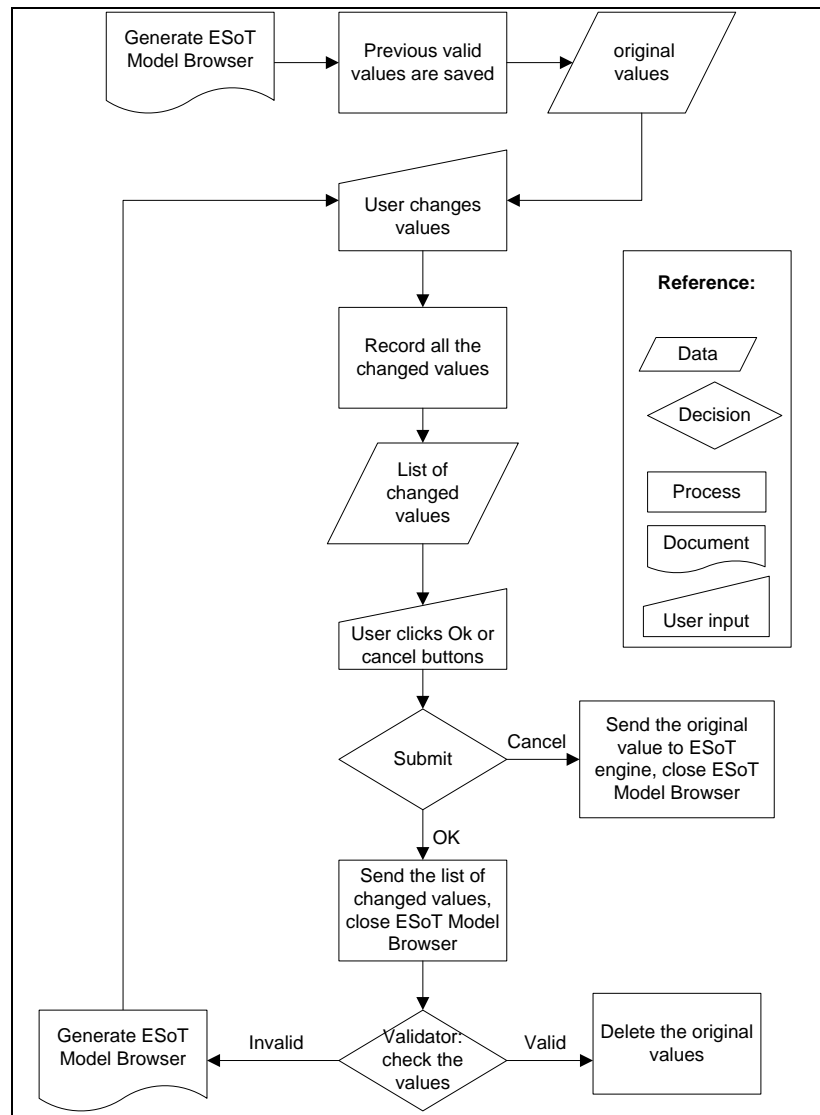 Generate ESoT
Model Browser
Previous valid
values are saved
original
values
User changes
values
Record all the
changed values
List of
changed
values
User clicks Ok or
cancel buttons
Submit
Cancel
Send the original
value to ESoT
engine, close ESoT
Model Browser
OK
Send the list of
changed values,
close ESoT Model
Browser
Validator:
check the
values
Invalid
Generate ESoT
Model Browser
Valid
Delete the original
values
Reference:
Data
Decision
Process
Document
User input